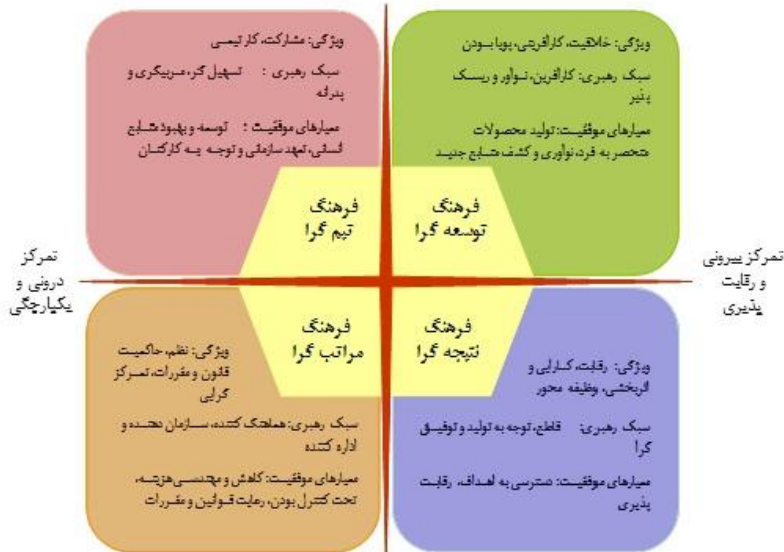 ویژگی: خلاقیت، کارآفرینی، پویا بودن
سبک رهبری: کارآفرین، نوآور و ریسک
پذیر
معیارهای موفقیت: تولید محصولات
منحصر به فرد، نوآوری و کشف منابع جدید
ویژگی: مشارکت، کار تیمی
سبک رهبری : تسهیل گر، مربیگری و
پدرانه
معیارهای موفقیت : توسعه و بهبود منابع
انسانی، تعهد سازمانی و توجه به کارکنان
فرهنگ
توسعه گرا
فرهنگ
تیم گرا
تمرکز بیرونی
و رقابت
پذیری
تمرکز
درونی و
یکپارچگی
فرهنگ
نتیجه گرا
فرهنگ
مراتب گرا
ویژگی: رقابت، کارایی و
اثربخشی، وظیفه محور
سبک رهبری: قاطع، توجه به تولید و توفیق
گرا
معیارهای موفقیت: دسترسی به اهداف، رقابت
پذیری
ویژگی: نظم، حاکمیت
قانون و مقررات، تمرکز
گرایی
سبک رهبری: هماهنگ کننده، سازمان دهنده و
اداره کننده
معیارهای موفقیت: کاهش و مهندسی هزینه،
تحت کنترل بودن، رعایت قوانین و مقررات